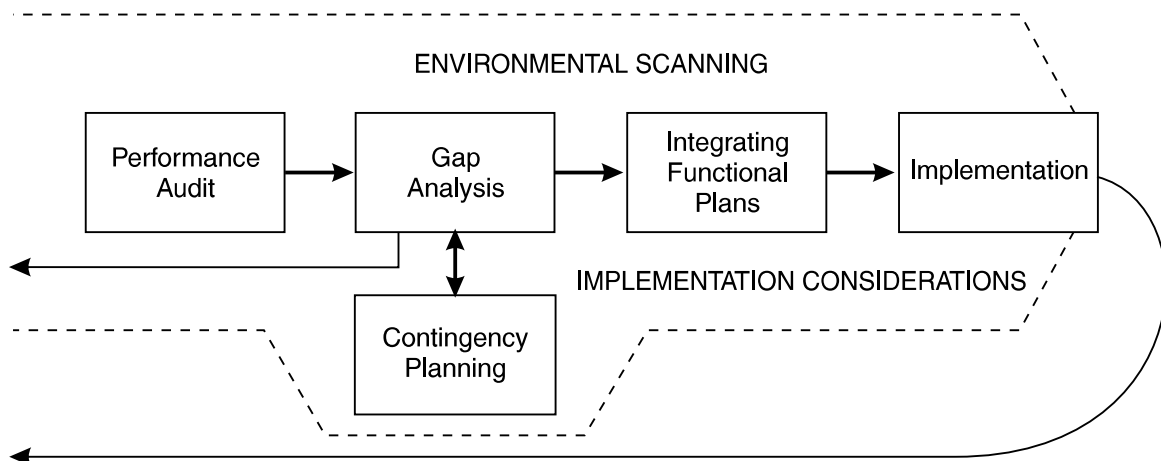 ENVIRONMENTAL SCANNING
Performance
Audit
Gap
Analysis
Integrating
Functional
Plans
Implementation
IMPLEMENTATION CONSIDERATIONS
Contingency
Planning